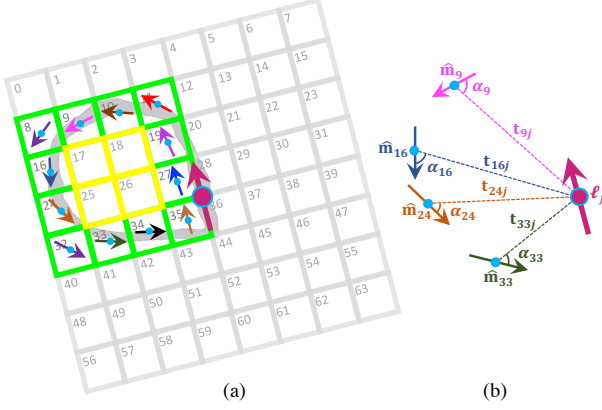 0 1 2 3 4 5 6 7
8 9 10 12 13 14 15
16 17 18 19 20 21 22 23
25 26 27 28 29 30 31
32 33 34 35 36 37 38 39
40 41 42 43 44 45 46 47
48 49 50 51 52 53 54 55
56 57 58 59 60 61 62 63
(a)
m̂₉ α₉
t₉ⱼ
m̂₁₆ α₁₆ t₁₆ⱼ
m̂₂₄ α₂₄ t₂₄ⱼ ℓⱼ
t₃₃ⱼ
m̂₃₃ α₃₃
(b)